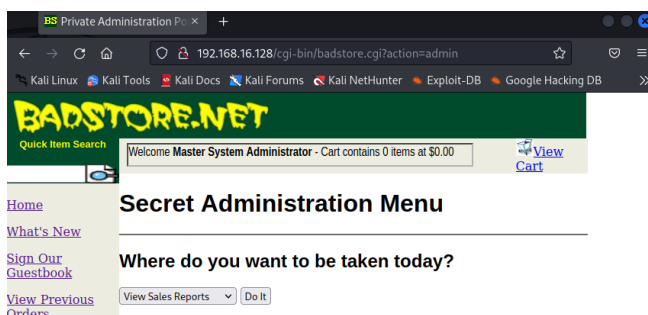 BS Private Administration Po
192.168.16.128/cgi-bin/badstore.cgi?action=admin
Kali Linux Kali Tools Kali Docs Kali Forums Kali NetHunter Exploit-DB Google Hacking DB
BADSTORE.NET
Quick Item Search
Welcome Master System Administrator - Cart contains 0 items at $0.00
View
Cart
Home
What's New
Sign Our
Guestbook
View Previous
Orders
Secret Administration Menu
Where do you want to be taken today?
View Sales Reports Do It